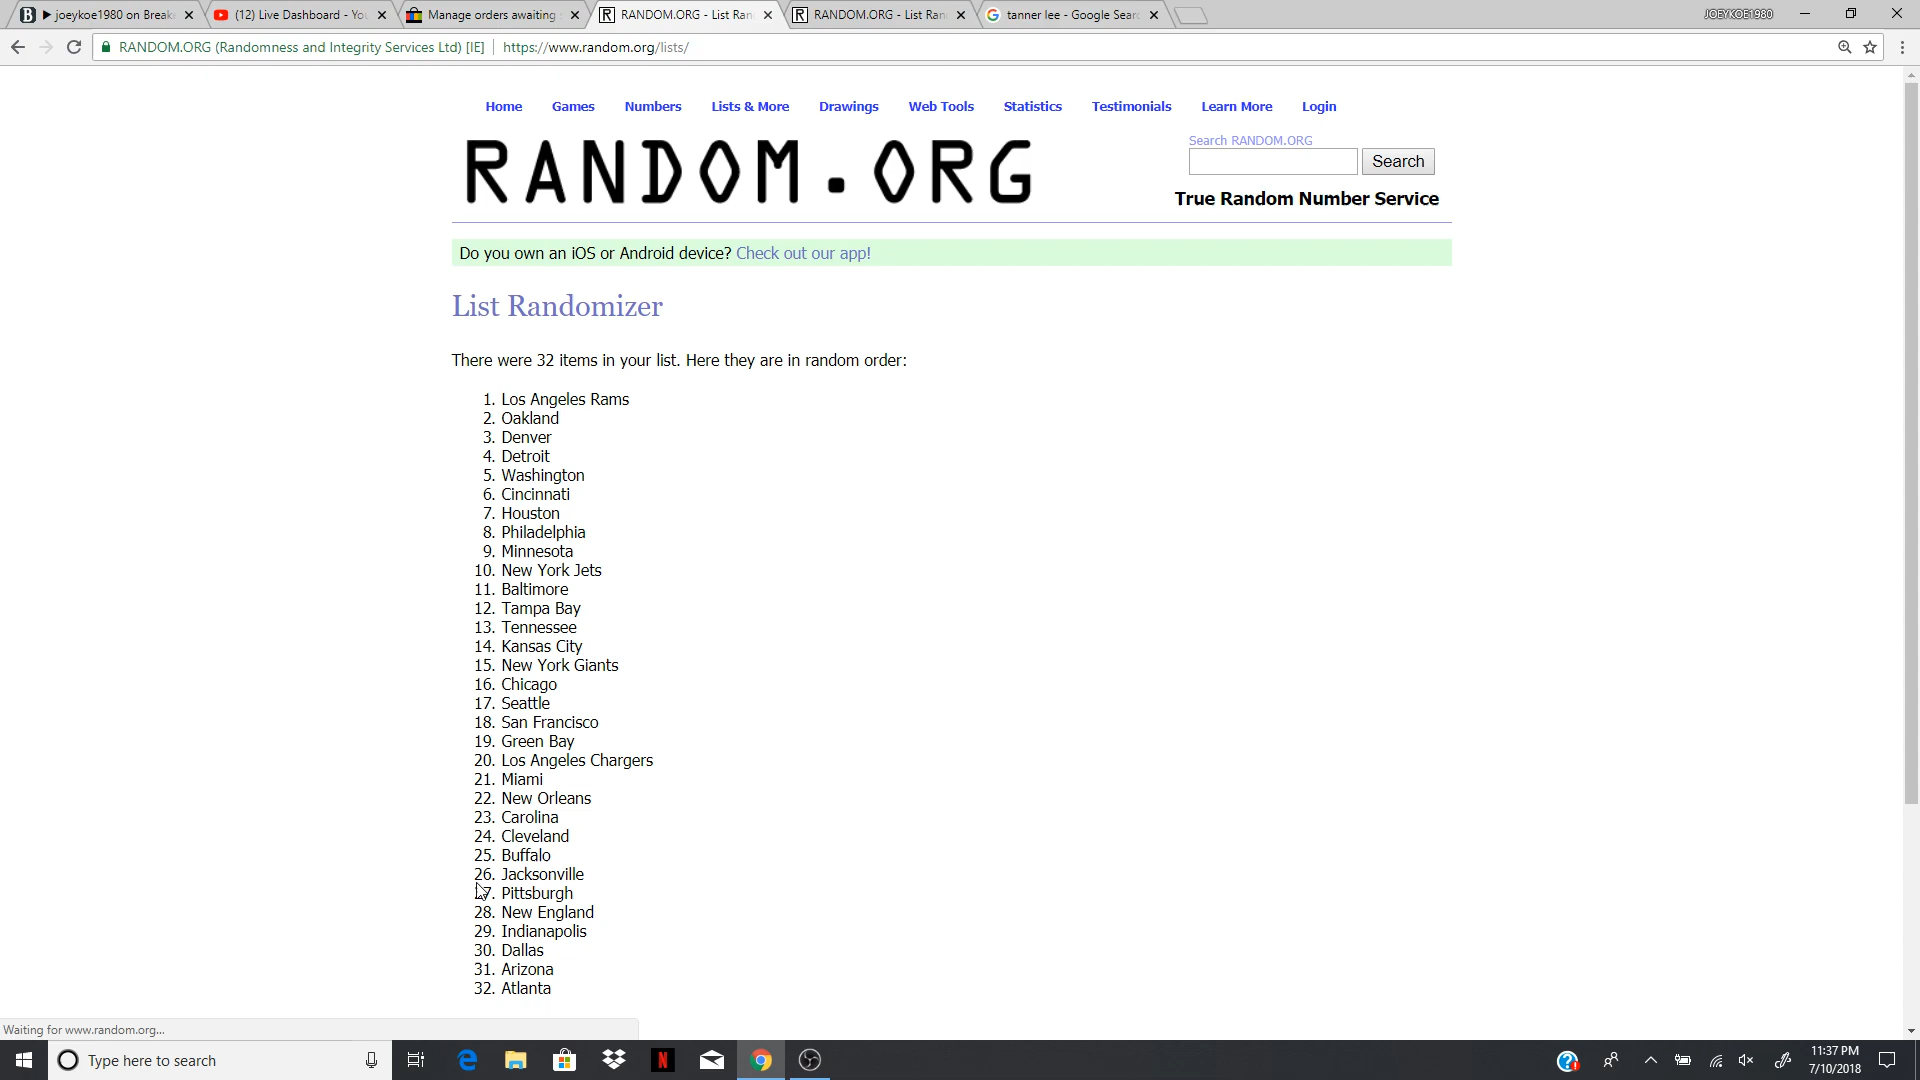 joeykoe1980 on Break
(12) Live Dashboard - You
Manage orders awaiting s
RANDOM.ORG - List Ran
RANDOM.ORG - List Ran
tanner lee - Google Searc
JOEYKOE1980
RANDOM.ORG (Randomness and Integrity Services Ltd) [IE] https://www.random.org/lists/
Home Games Numbers Lists & More Drawings Web Tools Statistics Testimonials Learn More Login
RANDOM.ORG
Search RANDOM.ORG
Search
True Random Number Service
Do you own an iOS or Android device? Check out our app!
List Randomizer
There were 32 items in your list. Here they are in random order:
1. Los Angeles Rams
2. Oakland
3. Denver
4. Detroit
5. Washington
6. Cincinnati
7. Houston
8. Philadelphia
9. Minnesota
10. New York Jets
11. Baltimore
12. Tampa Bay
13. Tennessee
14. Kansas City
15. New York Giants
16. Chicago
17. Seattle
18. San Francisco
19. Green Bay
20. Los Angeles Chargers
21. Miami
22. New Orleans
23. Carolina
24. Cleveland
25. Buffalo
26. Jacksonville
27. Pittsburgh
28. New England
29. Indianapolis
30. Dallas
31. Arizona
32. Atlanta
Waiting for www.random.org...
Type here to search
11:37 PM
7/10/2018